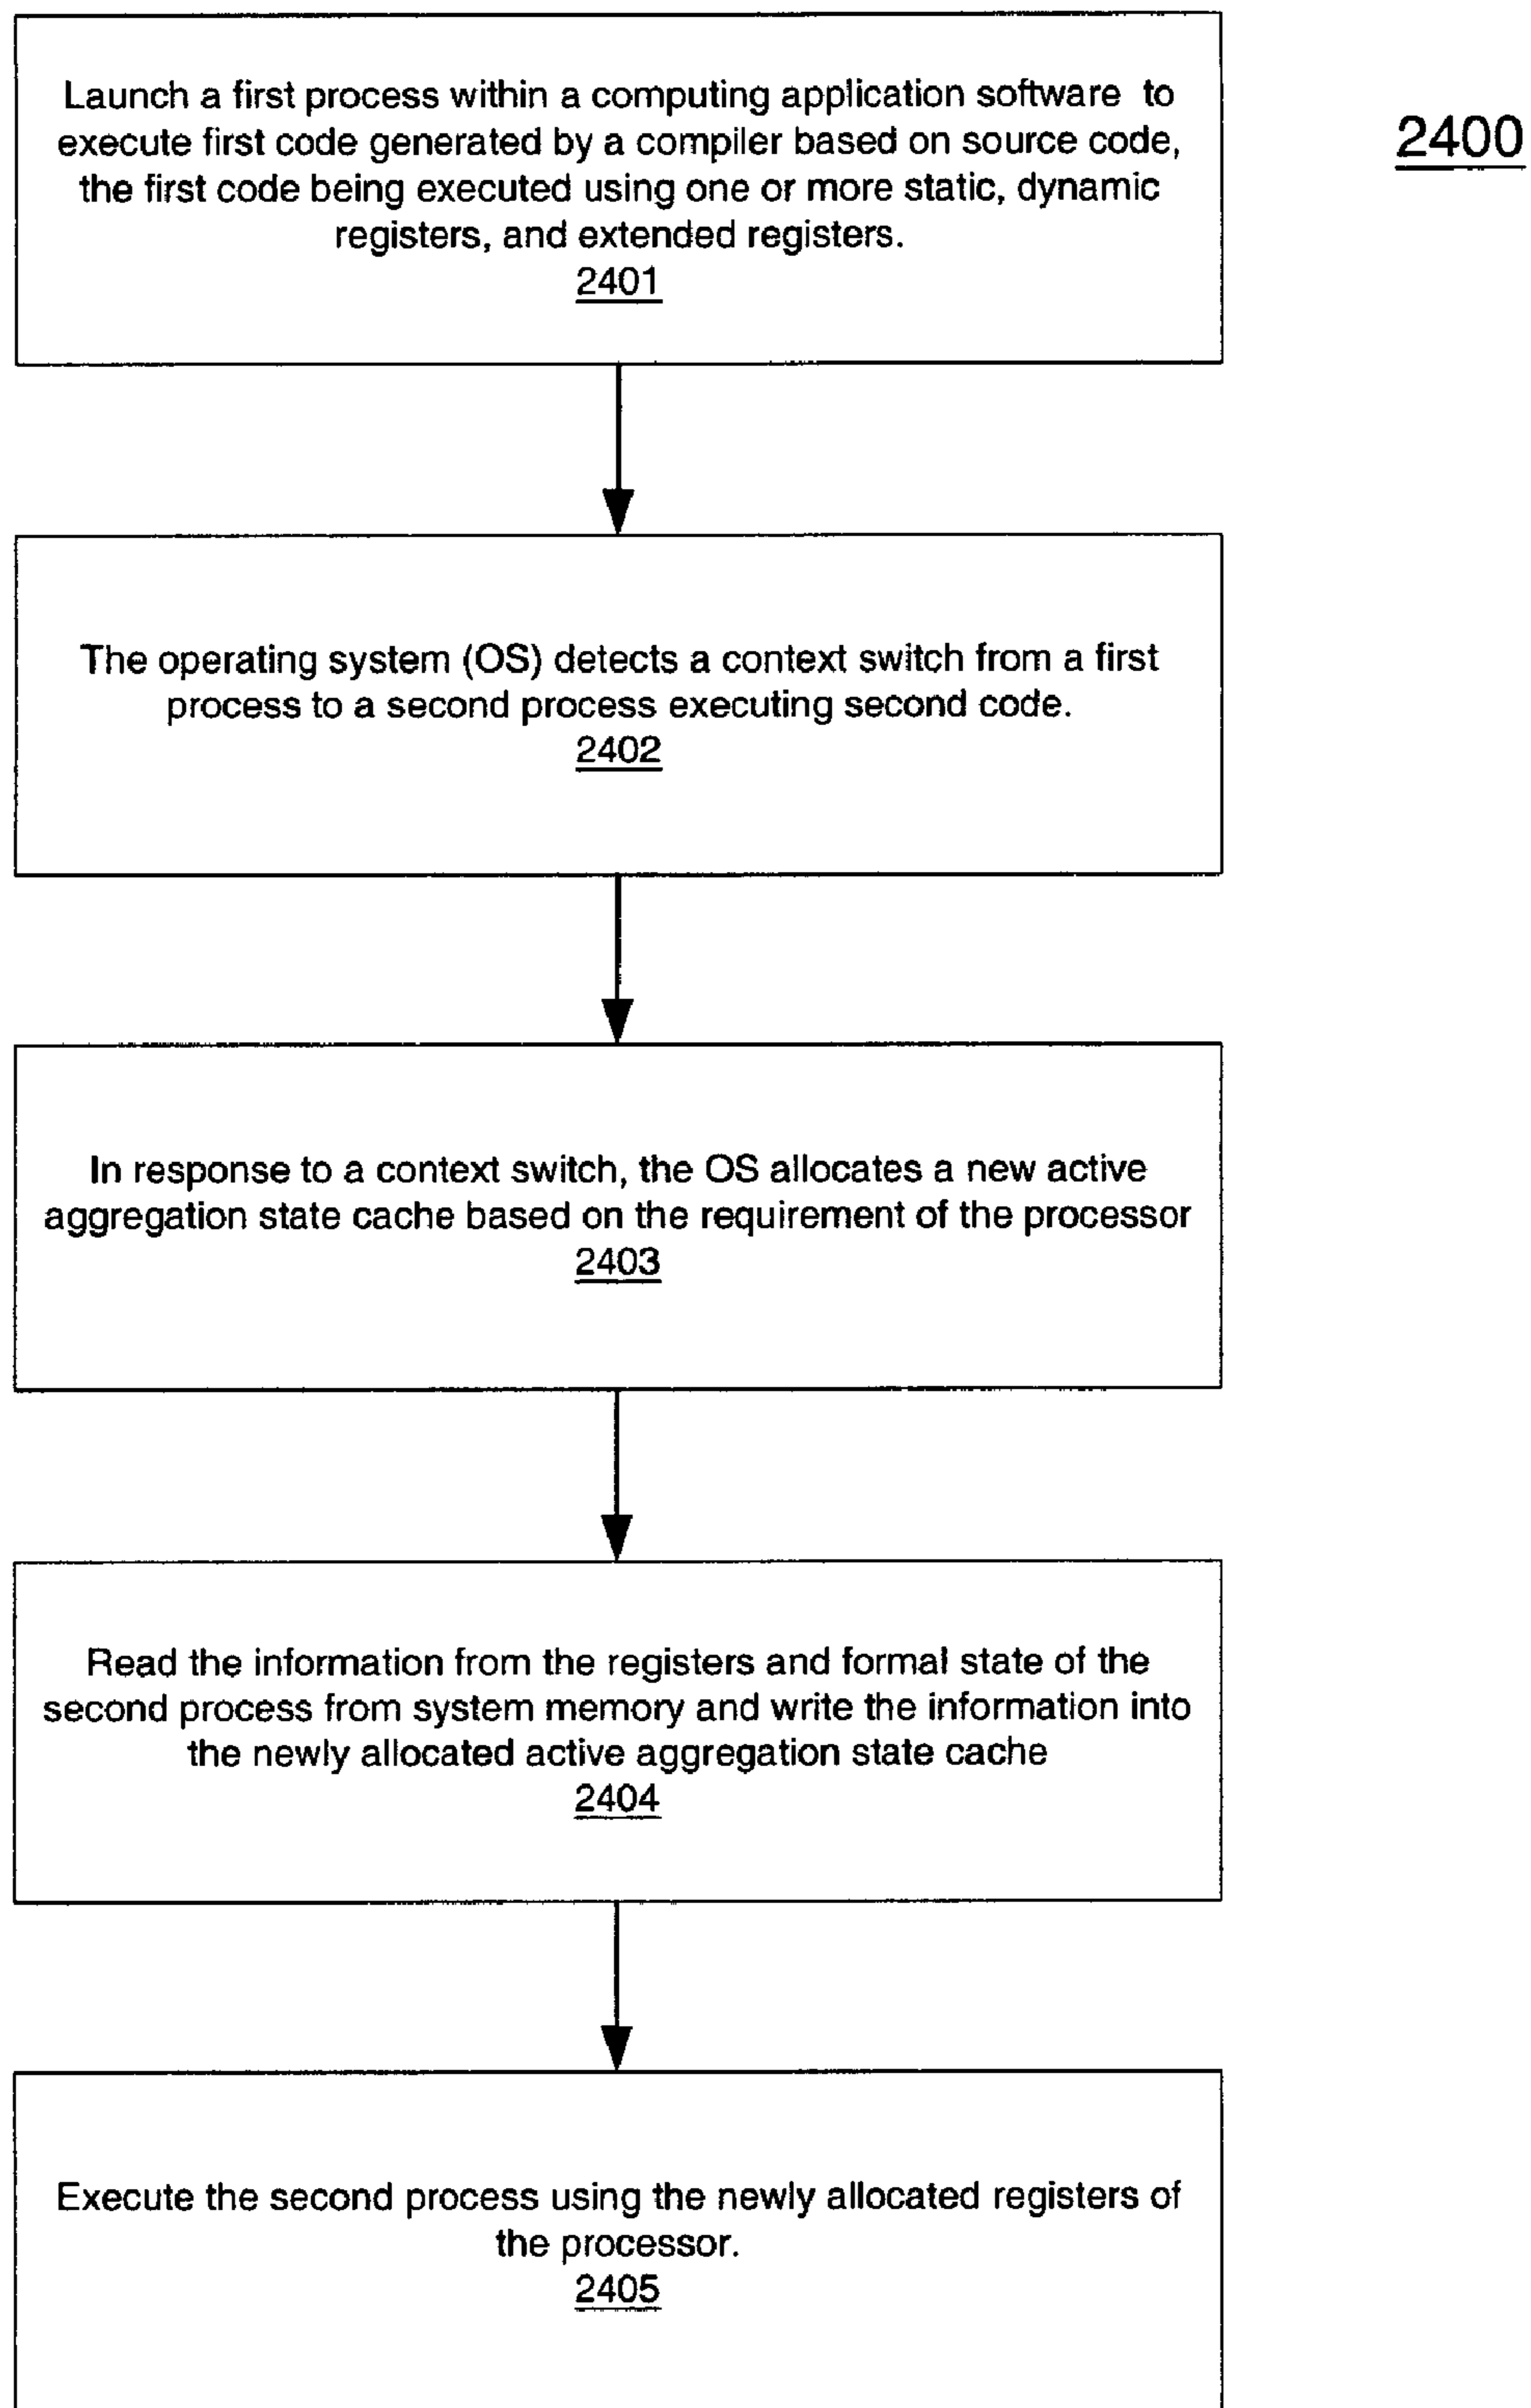 Launch a first process within a computing application software to
execute first code generated by a compiler based on source code,
the first code being executed using one or more static, dynamic
registers, and extended registers.
2401
2400
The operating system (OS) detects a context switch from a first
process to a second process executing second code.
2402
In response to a context switch, the OS allocates a new active
aggregation state cache based on the requirement of the processor
2403
Read the information from the registers and formal state of the
second process from system memory and write the information into
the newly allocated active aggregation state cache
2404
Execute the second process using the newly allocated registers of
the processor.
2405